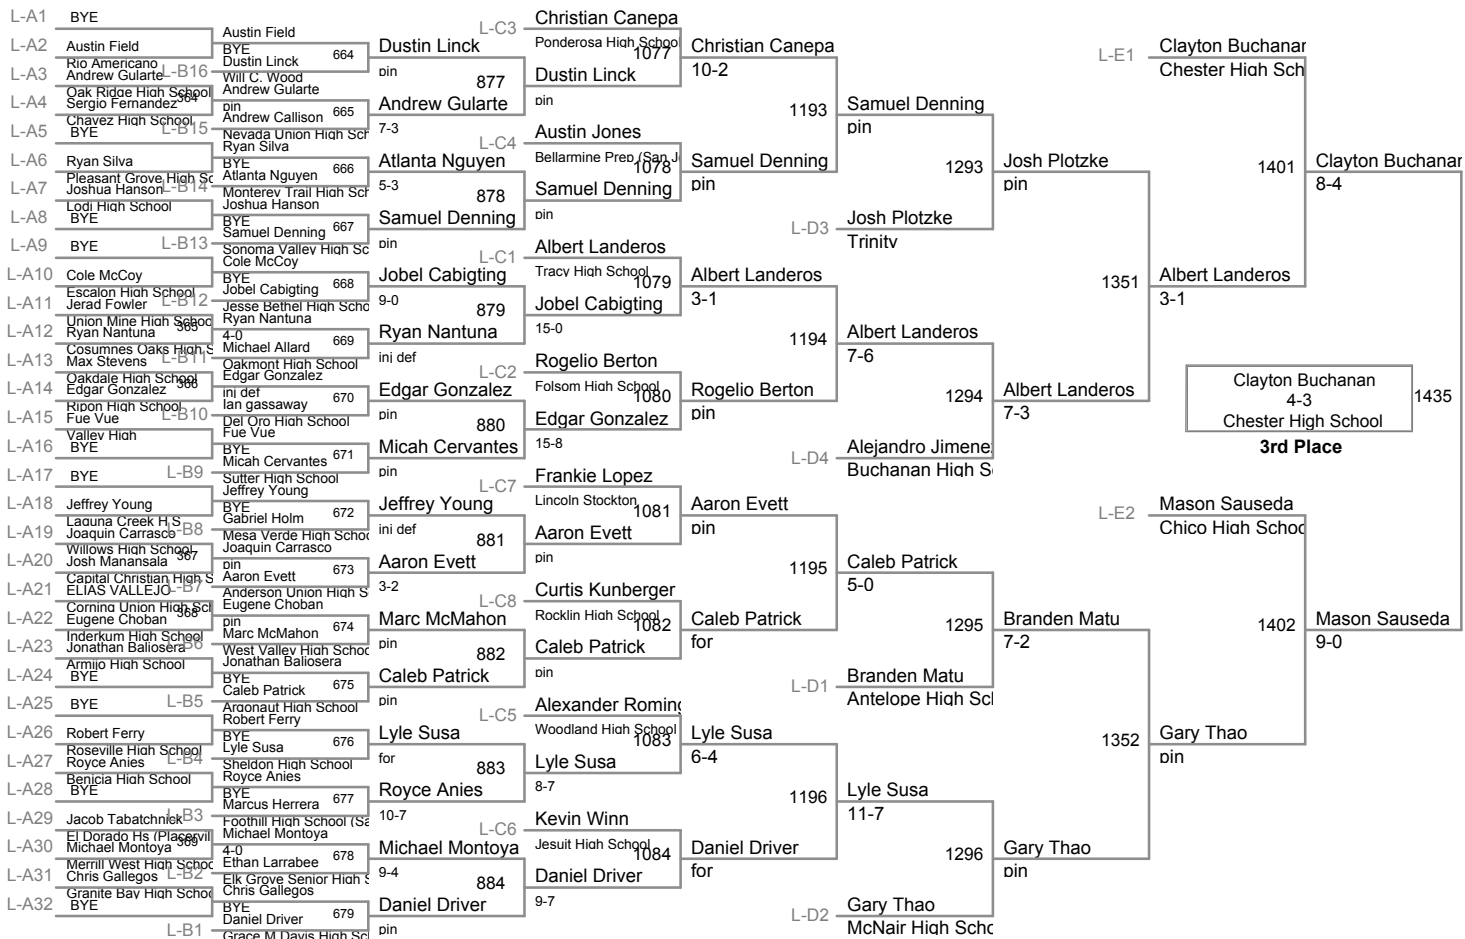 L-A1 BYE
L-A2 Austin Field
Rio Americano
L-A3 Andrew Gularte
Oak Ridge High School
364
L-A4 Sergio Fernandez
Chavez High School
L-A5 BYE
L-A6 Ryan Silva
Pleasant Grove High Sc
L-A7 Joshua Hanson
Lodi High School
L-A8 BYE
L-A9 BYE
L-A10 Cole McCoy
Escalon High School
L-A11 Jerad Fowler
Union Mine High School
365
L-A12 Ryan Nantuna
Cosumnes Oaks High S
L-A13 Max Stevens
Oakdale High School
366
L-A14 Edgar Gonzalez
Ripon High School
L-A15 Fue Vue
Valley High
L-A16 BYE
L-A17 BYE
L-A18 Jeffrey Young
Laguna Creek H S
L-A19 Joaquin Carrasco
Willows High School
367
L-A20 Josh Manansala
Capital Christian High S
L-A21 ELIAS VALLEJO
Corning Union High Sch
368
L-A22 Eugene Choban
Inderkum High School
L-A23 Jonathan Baliosera
Armijo High School
L-A24 BYE
L-A25 BYE
L-A26 Robert Ferry
Roseville High School
L-A27 Royce Anies
Benicia High School
L-A28 BYE
L-A29 Jacob Tabatchnick
El Dorado Hs (Placervil
369
L-A30 Michael Montoya
Merrill West High Schoo
L-A31 Chris Gallegos
Granite Bay High Schoo
L-A32 BYE
Austin Field
BYE
664
L-B16 Dustin Linck
Will C. Wood
Andrew Gularte
pin
665
L-B15 Andrew Callison
Nevada Union High Sch
Ryan Silva
BYE
666
L-B14 Atlanta Nguyen
Monterey Trail High Sch
Joshua Hanson
BYE
667
L-B13 Samuel Denning
Sonoma Valley High Sc
Cole McCoy
BYE
668
L-B12 Jobel Cabigting
Jesse Bethel High Scho
Ryan Nantuna
4-0
669
L-B11 Michael Allard
Oakmont High School
Edgar Gonzalez
inj def
670
L-B10 Ian gassaway
Del Oro High School
Fue Vue
BYE
671
L-B9 Micah Cervantes
Sutter High School
Jeffrey Young
BYE
672
L-B8 Gabriel Holm
Mesa Verde High Schoo
Joaquin Carrasco
pin
673
L-B7 Aaron Evett
Anderson Union High S
Eugene Choban
pin
674
L-B6 Marc McMahon
West Valley High Schoo
Jonathan Baliosera
BYE
675
L-B5 Caleb Patrick
Argonaut High School
Robert Ferry
BYE
676
L-B4 Lyle Susa
Sheldon High School
Royce Anies
BYE
677
L-B3 Marcus Herrera
Foothill High School (Sa
Michael Montoya
4-0
678
L-B2 Ethan Larrabee
Elk Grove Senior High S
Chris Gallegos
BYE
679
L-B1 Daniel Driver
Grace M Davis High Sch
Dustin Linck
pin
877
Andrew Gularte
7-3
Atlanta Nguyen
5-3
878
Samuel Denning
pin
Jobel Cabigting
9-0
879
Ryan Nantuna
inj def
Edgar Gonzalez
pin
880
Micah Cervantes
pin
Jeffrey Young
inj def
881
Aaron Evett
3-2
Marc McMahon
pin
882
Caleb Patrick
pin
Lyle Susa
for
883
Royce Anies
10-7
Michael Montoya
9-4
884
Daniel Driver
pin
L-C3 Christian Canepa
Ponderosa High School
1077
Dustin Linck
pin
L-C4 Austin Jones
Bellarmine Prep (San J
1078
Samuel Denning
pin
L-C1 Albert Landeros
Tracy High School
1079
Jobel Cabigting
15-0
L-C2 Rogelio Berton
Folsom High School
1080
Edgar Gonzalez
15-8
L-C7 Frankie Lopez
Lincoln Stockton
1081
Aaron Evett
pin
L-C8 Curtis Kunberger
Rocklin High School
1082
Caleb Patrick
pin
L-C5 Alexander Roming
Woodland High School
1083
Lyle Susa
8-7
L-C6 Kevin Winn
Jesuit High School
1084
Daniel Driver
9-7
Christian Canepa
10-2
1193
Samuel Denning
pin
Albert Landeros
3-1
1194
Rogelio Berton
pin
Aaron Evett
pin
1195
Caleb Patrick
for
Lyle Susa
6-4
1196
Daniel Driver
for
Samuel Denning
pin
1293
L-D3 Josh Plotzke
Trinity
Albert Landeros
7-6
1294
L-D4 Alejandro Jimene
Buchanan High Sc
Caleb Patrick
5-0
1295
L-D1 Branden Matu
Antelope High Sch
Lyle Susa
11-7
1296
L-D2 Gary Thao
McNair High Scho
Josh Plotzke
pin
1351
Albert Landeros
7-3
Branden Matu
7-2
1352
Gary Thao
pin
L-E1 Clayton Buchanan
Chester High Sch
1401
Albert Landeros
3-1
L-E2 Mason Sauseda
Chico High School
1402
Gary Thao
pin
Clayton Buchanan
8-4
Clayton Buchanan
4-3
Chester High School
1435
3rd Place
Mason Sauseda
9-0